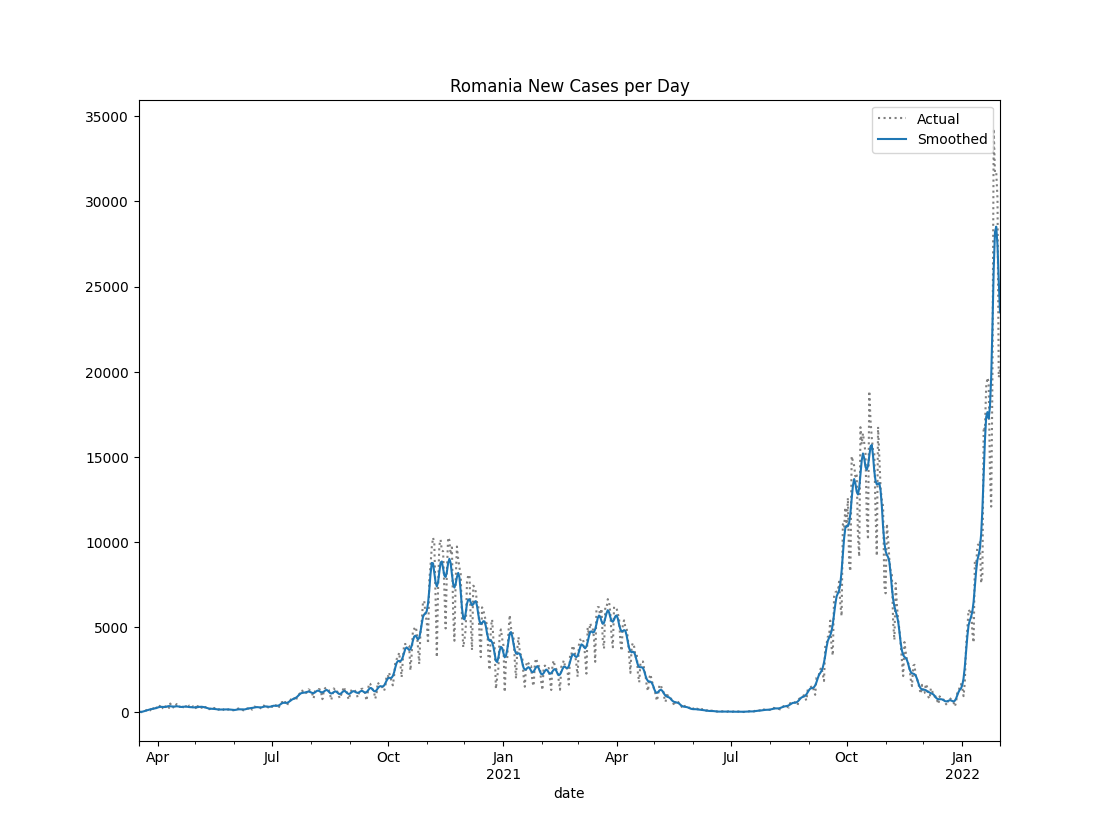 Romania New Cases per Day
Actual
Smoothed
35000
30000
25000
20000
15000
10000
5000
0
Apr
Jul
Oct
Jan
2021
Apr
Jul
Oct
Jan
2022
date